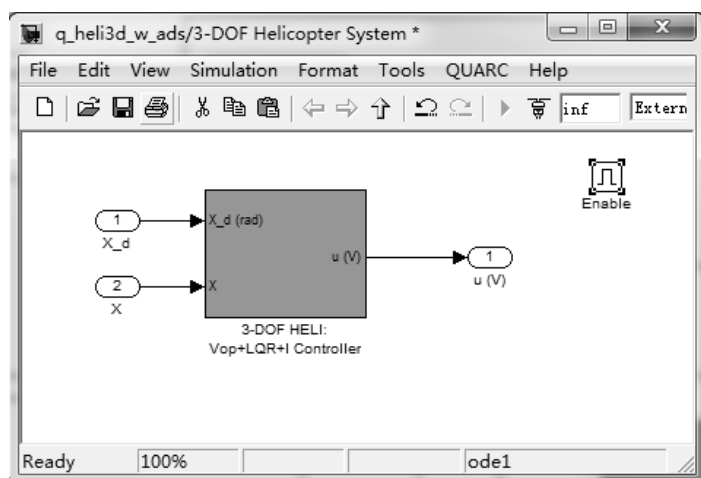 q_heli3d_w_ads/3-DOF Helicopter System *
File Edit View Simulation Format Tools QUARC Help
inf Extern
Enable
1
X_d
X_d (rad)
u (V)
1
u (V)
2
X
X
3-DOF HELI:
Vop+LQR+I Controller
Ready 100% ode1